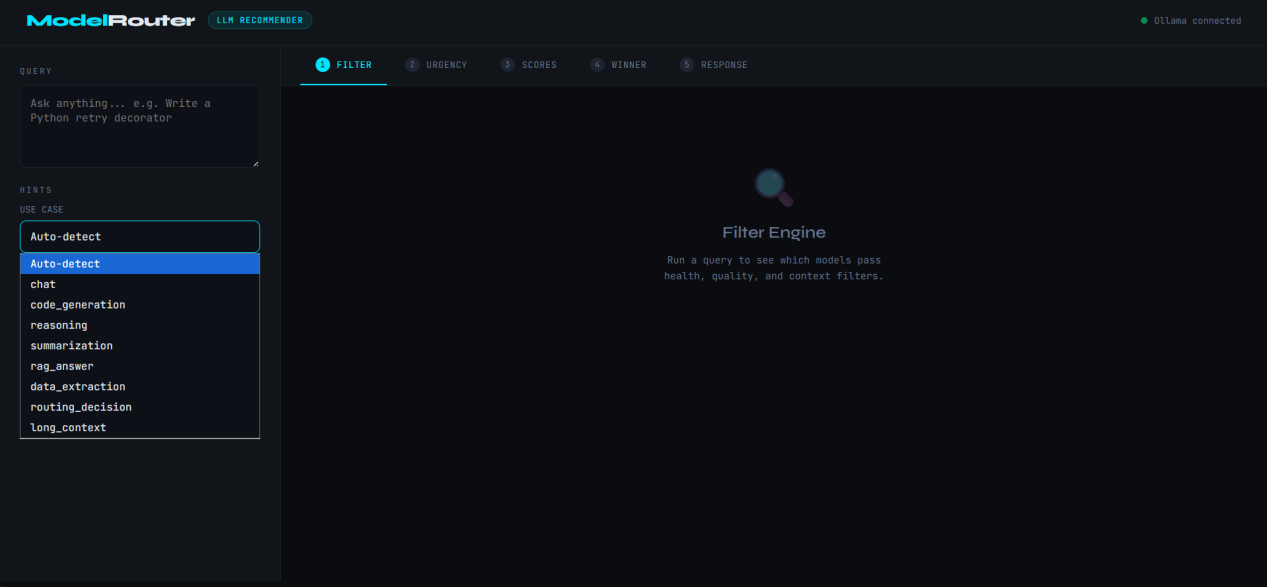 ModelRouter LLM RECOMMENDER Ollama connected
1 FILTER 2 URGENCY 3 SCORES 4 WINNER 5 RESPONSE
QUERY
Ask anything... e.g. Write a
Python retry decorator
HINTS
USE CASE
Auto-detect
Auto-detect
chat
code_generation
reasoning
summarization
rag_answer
data_extraction
routing_decision
long_context
Filter Engine
Run a query to see which models pass
health, quality, and context filters.